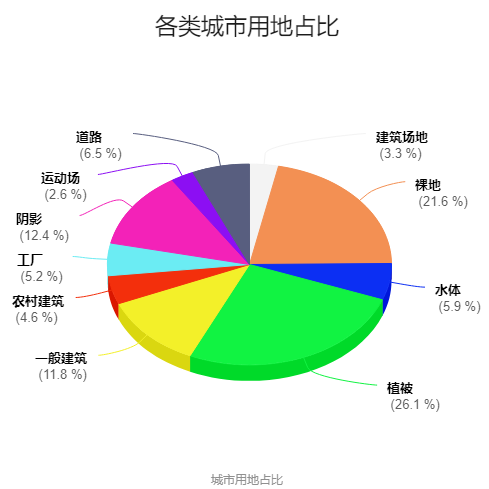 各类城市用地占比
道路
(6.5 %)
建筑场地
(3.3 %)
运动场
(2.6 %)
裸地
(21.6 %)
阴影
(12.4 %)
工厂
(5.2 %)
水体
(5.9 %)
农村建筑
(4.6 %)
一般建筑
(11.8 %)
植被
(26.1 %)
城市用地占比